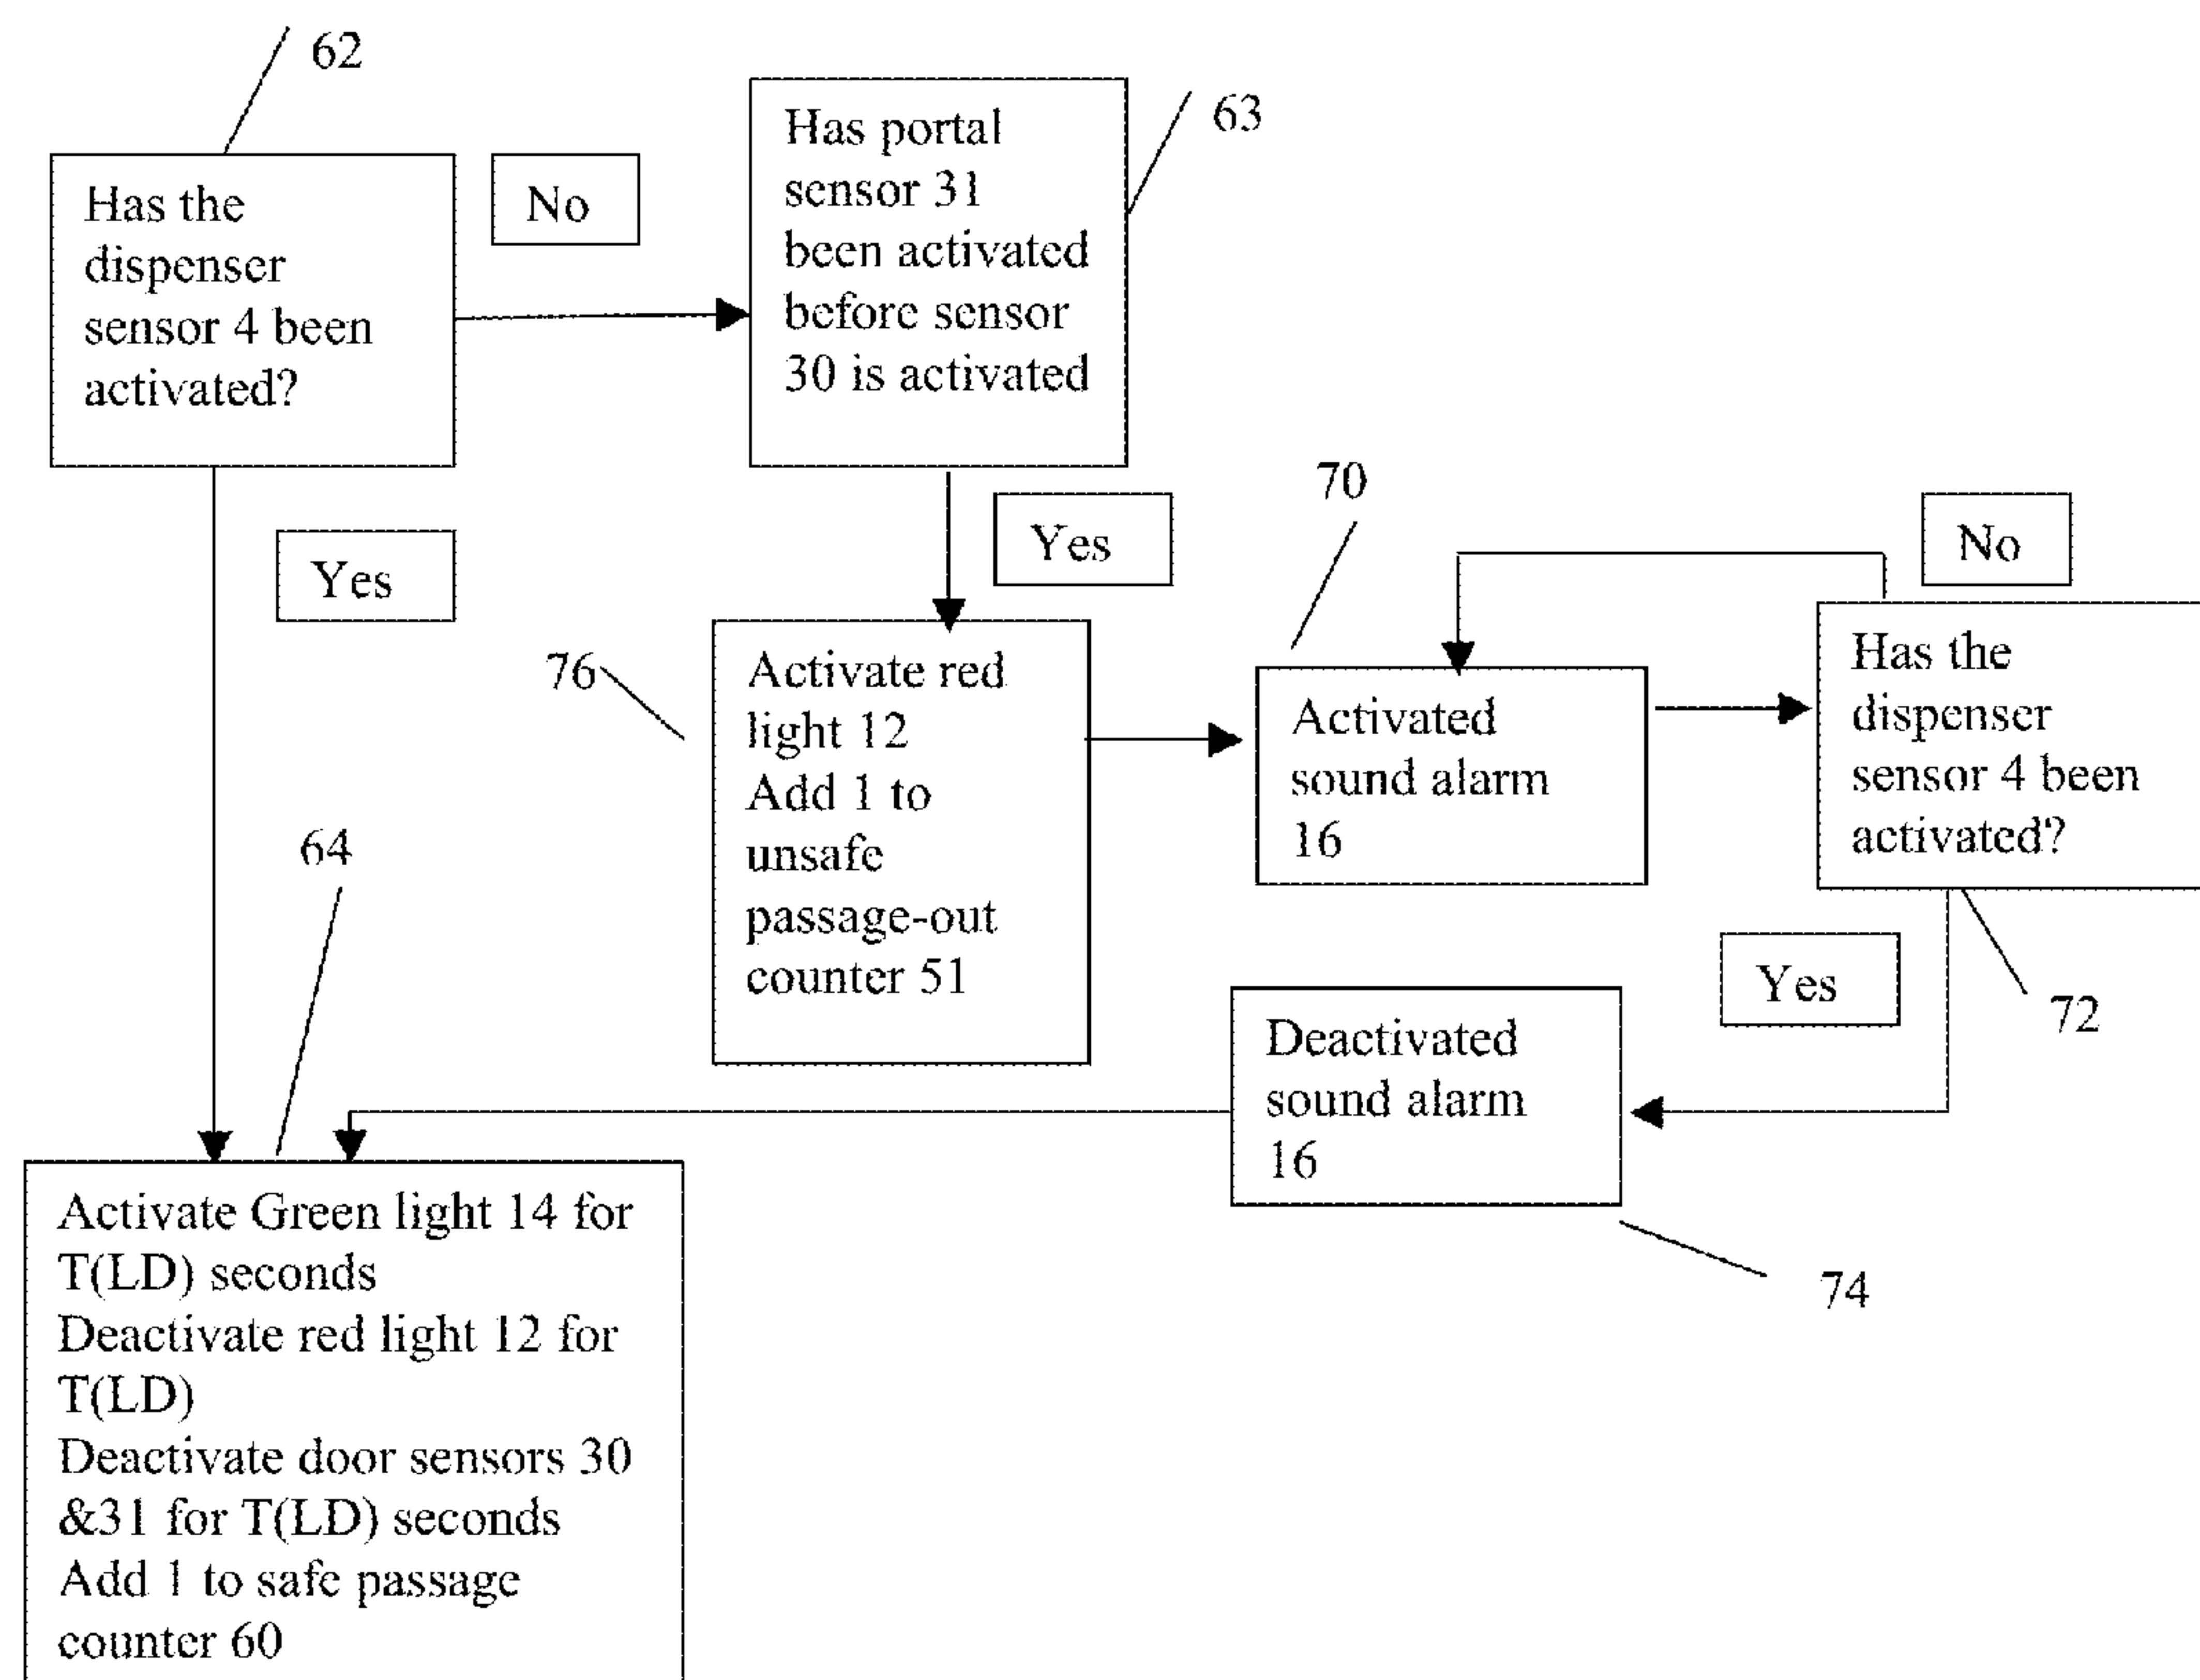 62
Has the
dispenser
sensor 4 been
activated?
No
Has portal
sensor 31
been activated
before sensor
30 is activated
63
Yes
Yes
76
Activate red
light 12
Add 1 to
unsafe
passage-out
counter 51
70
Activated
sound alarm
16
No
Has the
dispenser
sensor 4 been
activated?
72
Yes
Deactivated
sound alarm
16
74
64
Activate Green light 14 for
T(LD) seconds
Deactivate red light 12 for
T(LD)
Deactivate door sensors 30
&31 for T(LD) seconds
Add 1 to safe passage
counter 60